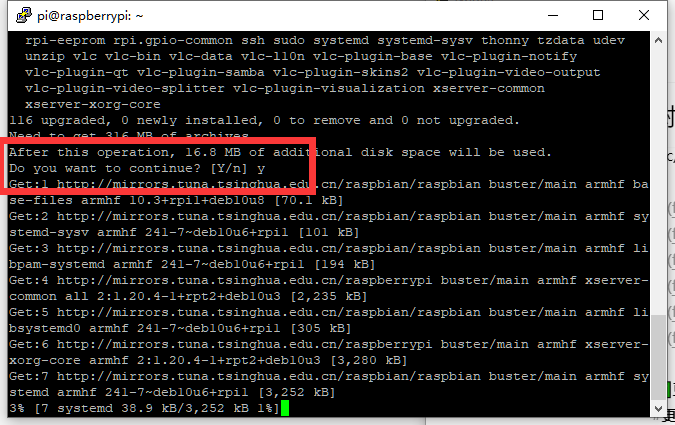 pi@raspberrypi: ~
rpi-eeprom rpi.gpio-common ssh sudo systemd systemd-sysv thonny tzdata udev
unzip vlc vlc-bin vlc-data vlc-l10n vlc-plugin-base vlc-plugin-notify
vlc-plugin-qt vlc-plugin-samba vlc-plugin-skins2 vlc-plugin-video-output
vlc-plugin-video-splitter vlc-plugin-visualization xserver-common
xserver-xorg-core
116 upgraded, 0 newly installed, 0 to remove and 0 not upgraded.
Need to get 316 MB of archives.
After this operation, 16.8 MB of additional disk space will be used.
Do you want to continue? [Y/n] y
Get:1 http://mirrors.tuna.tsinghua.edu.cn/raspbian/raspbian buster/main armhf ba
se-files armhf 10.3+rpi1+deb10u8 [70.1 kB]
Get:2 http://mirrors.tuna.tsinghua.edu.cn/raspbian/raspbian buster/main armhf sy
stemd-sysv armhf 241-7~deb10u6+rpi1 [101 kB]
Get:3 http://mirrors.tuna.tsinghua.edu.cn/raspbian/raspbian buster/main armhf li
bpam-systemd armhf 241-7~deb10u6+rpi1 [194 kB]
Get:4 http://mirrors.tuna.tsinghua.edu.cn/raspberrypi buster/main armhf xserver-
common all 2:1.20.4-1+rpt2+deb10u3 [2,235 kB]
Get:5 http://mirrors.tuna.tsinghua.edu.cn/raspbian/raspbian buster/main armhf li
bsystemd0 armhf 241-7~deb10u6+rpi1 [305 kB]
Get:6 http://mirrors.tuna.tsinghua.edu.cn/raspberrypi buster/main armhf xserver-
xorg-core armhf 2:1.20.4-1+rpt2+deb10u3 [3,280 kB]
Get:7 http://mirrors.tuna.tsinghua.edu.cn/raspbian/raspbian buster/main armhf sy
stemd armhf 241-7~deb10u6+rpi1 [3,252 kB]
3% [7 systemd 38.9 kB/3,252 kB 1%]